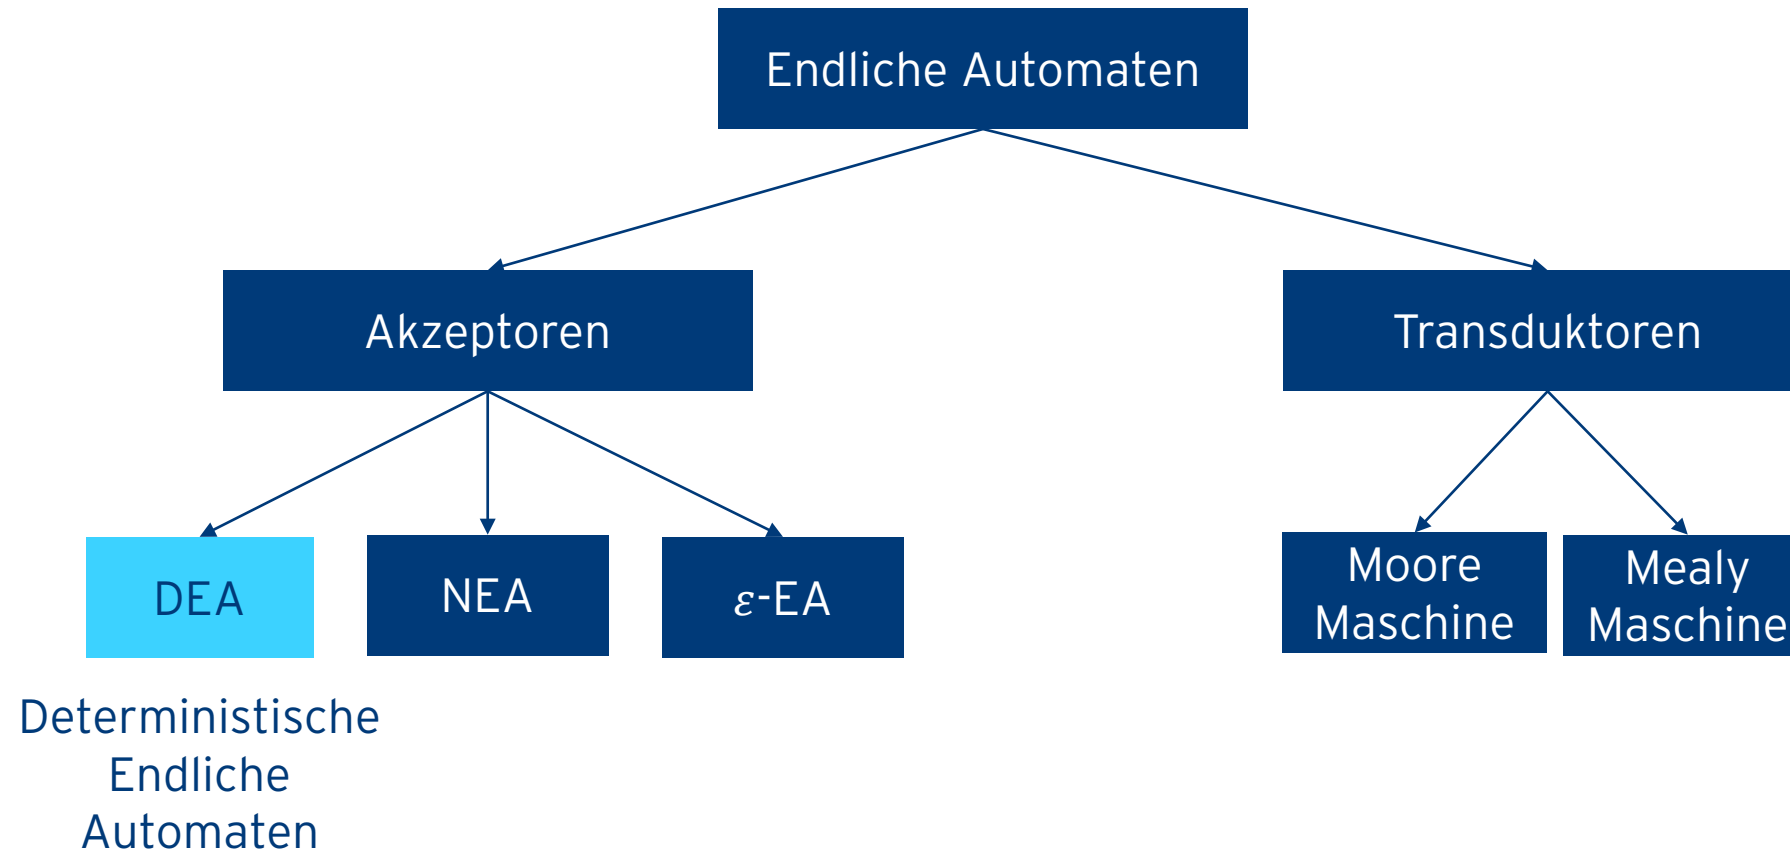 Endliche Automaten
Akzeptoren
Transduktoren
DEA
NEA
ε-EA
Moore
Maschine
Mealy
Maschine
Deterministische
Endliche
Automaten